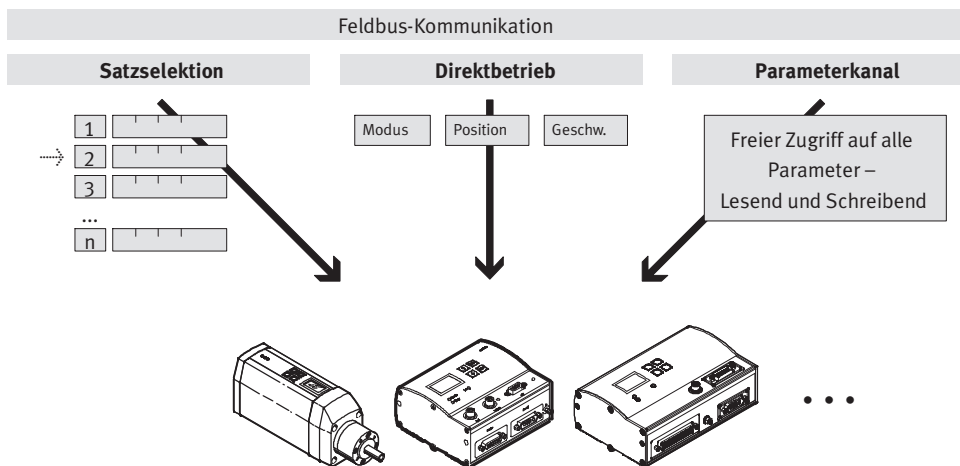 Feldbus-Kommunikation
Satzselektion
Direktbetrieb
Parameterkanal
1
2
3
...
n
Modus
Position
Geschw.
Freier Zugriff auf alle
Parameter –
Lesend und Schreibend